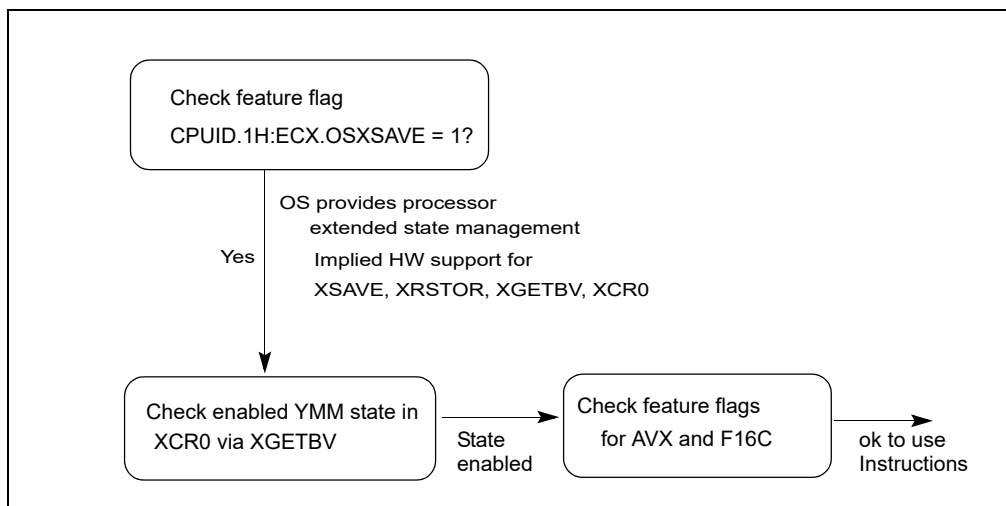 Check feature flag
CPUID.1H:ECX.OSXSAVE = 1?
OS provides processor
extended state management
Yes
Implied HW support for
XSAVE, XRSTOR, XGETBV, XCR0
Check enabled YMM state in
XCR0 via XGETBV
State
enabled
Check feature flags
for AVX and F16C
ok to use
Instructions